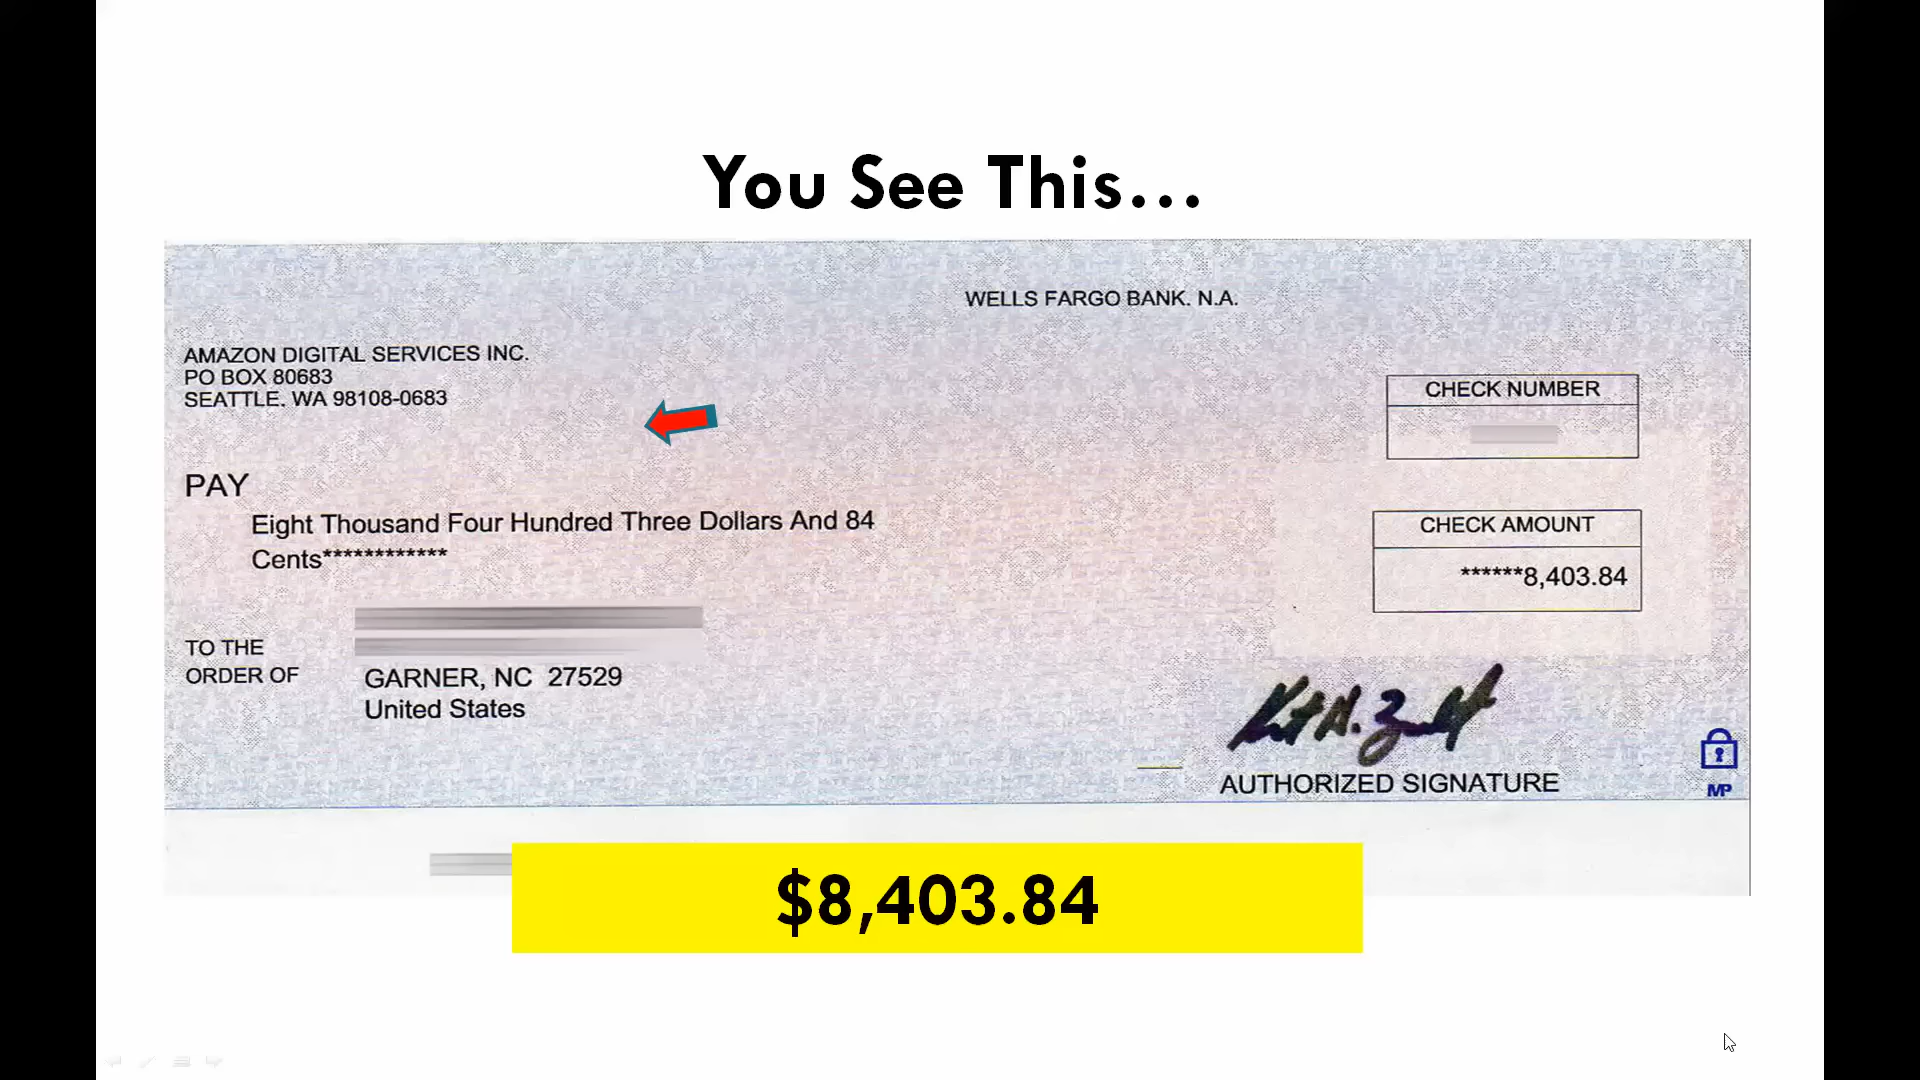 You See This...
WELLS FARGO BANK. N.A.
AMAZON DIGITAL SERVICES INC.
PO BOX 80683
SEATTLE. WA 98108-0683
CHECK NUMBER
PAY
Eight Thousand Four Hundred Three Dollars And 84
Cents************
CHECK AMOUNT
******8,403.84
TO THE
ORDER OF
GARNER, NC 27529
United States
AUTHORIZED SIGNATURE
MP
$8,403.84